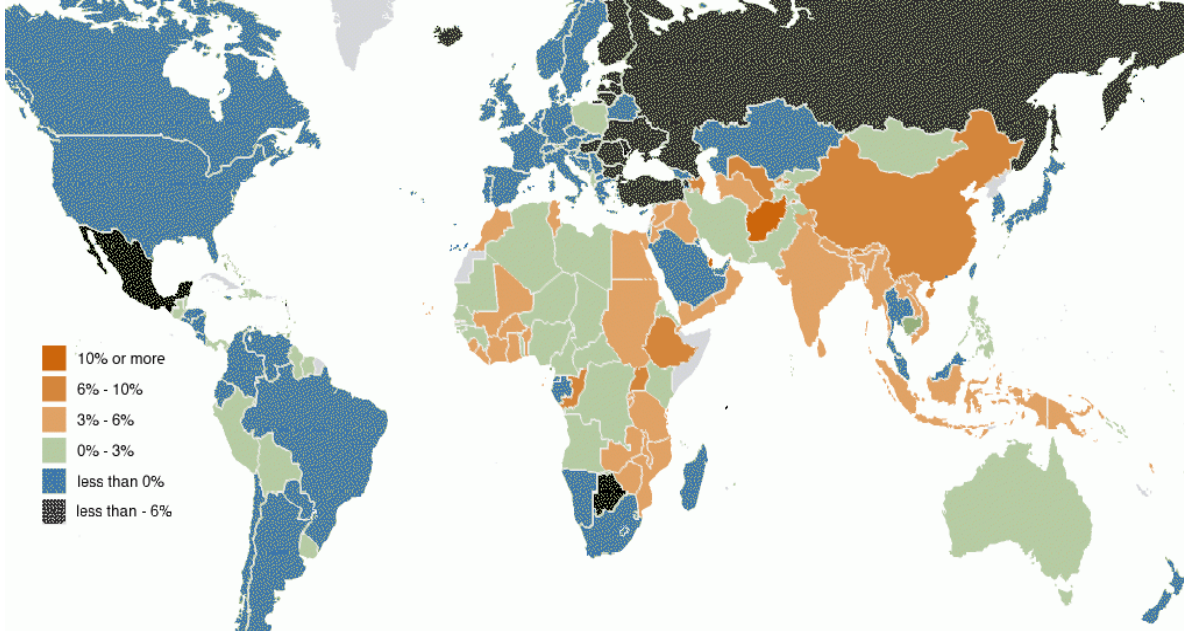 10% or more
6% - 10%
3% - 6%
0% - 3%
less than 0%
less than - 6%